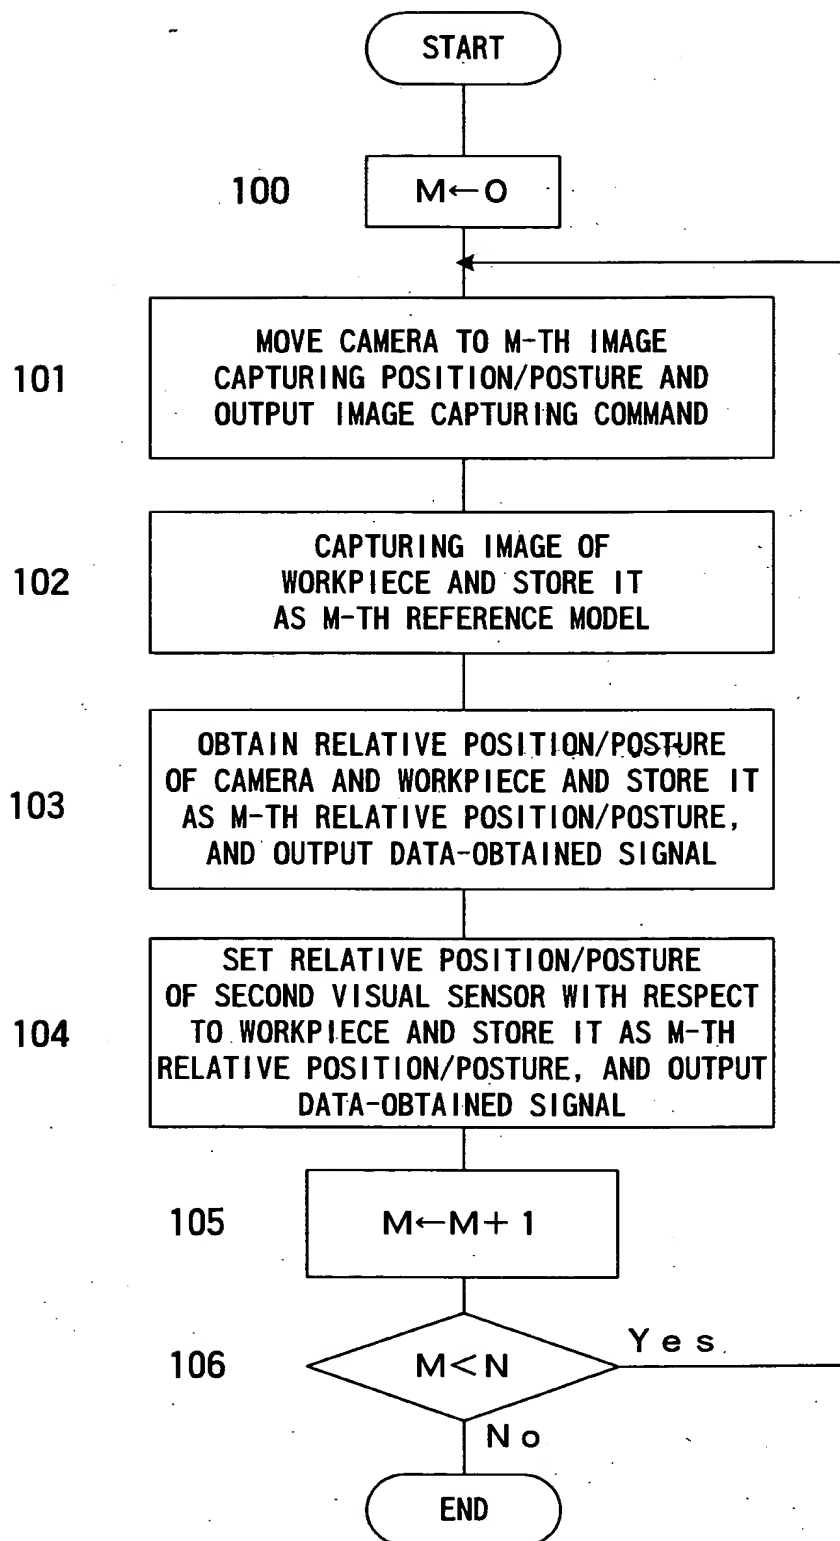 START
100
M←0
101
MOVE CAMERA TO M-TH IMAGE
CAPTURING POSITION/POSTURE AND
OUTPUT IMAGE CAPTURING COMMAND
102
CAPTURING IMAGE OF
WORKPIECE AND STORE IT
AS M-TH REFERENCE MODEL
103
OBTAIN RELATIVE POSITION/POSTURE
OF CAMERA AND WORKPIECE AND STORE IT
AS M-TH RELATIVE POSITION/POSTURE,
AND OUTPUT DATA-OBTAINED SIGNAL
104
SET RELATIVE POSITION/POSTURE
OF SECOND VISUAL SENSOR WITH RESPECT
TO WORKPIECE AND STORE IT AS M-TH
RELATIVE POSITION/POSTURE, AND OUTPUT
DATA-OBTAINED SIGNAL
105
M←M+1
106
M<N
Yes
No
END